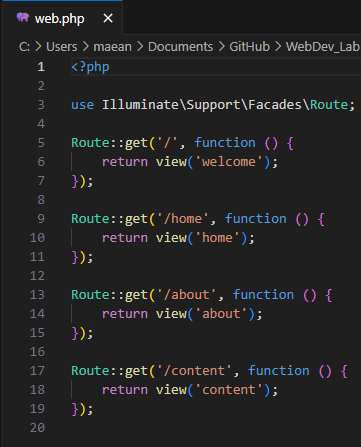 web.php
C: > Users > maean > Documents > GitHub > WebDev_Lab
1 <?php
2
3 use Illuminate\Support\Facades\Route;
4
5 Route::get('/', function () {
6     return view('welcome');
7 });
8
9 Route::get('/home', function () {
10     return view('home');
11 });
12
13 Route::get('/about', function () {
14     return view('about');
15 });
16
17 Route::get('/content', function () {
18     return view('content');
19 });
20